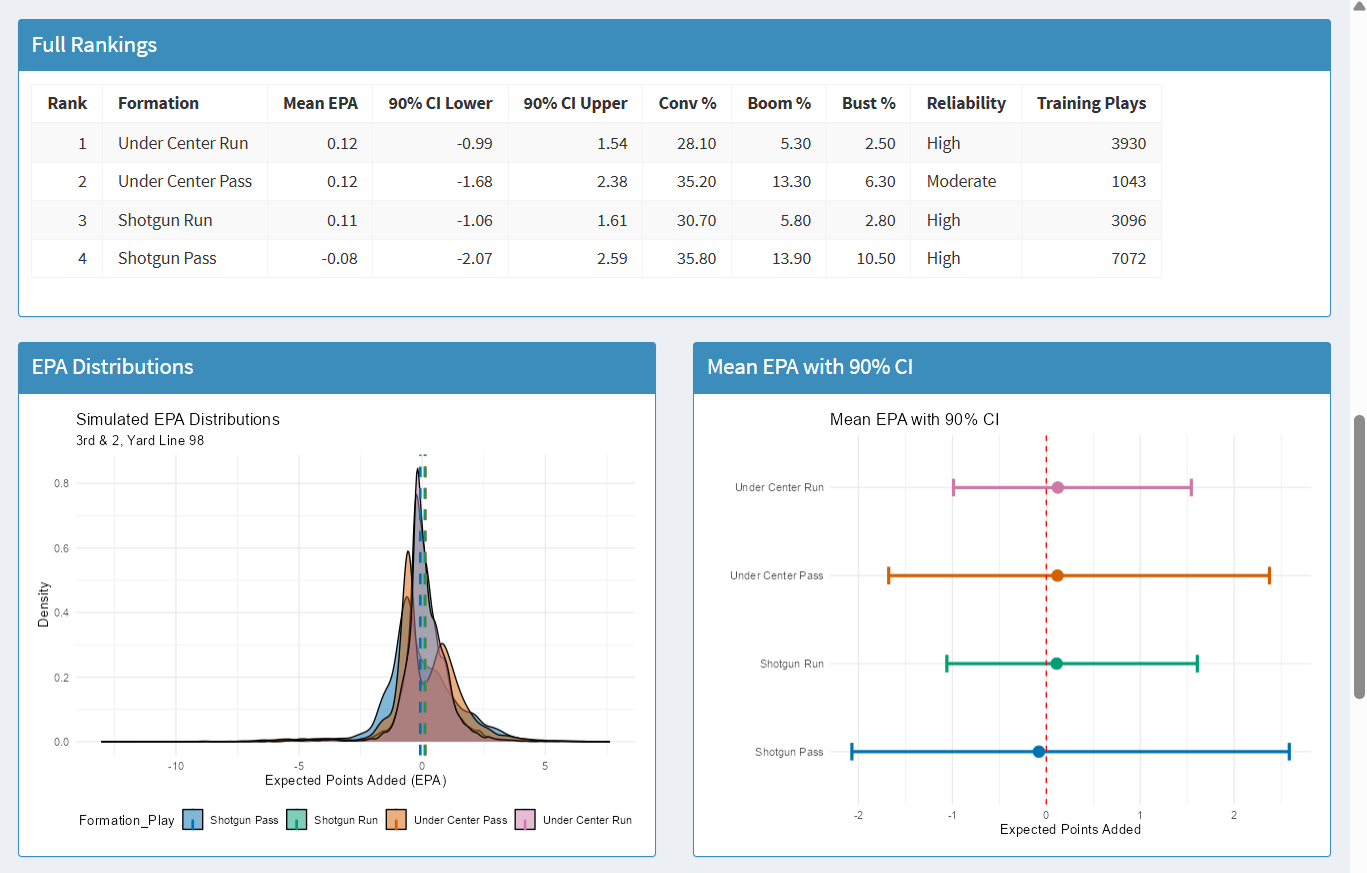 Full Rankings
Rank Formation Mean EPA 90% CI Lower 90% CI Upper Conv % Boom % Bust % Reliability Training Plays
1 Under Center Run 0.12 -0.99 1.54 28.10 5.30 2.50 High 3930
2 Under Center Pass 0.12 -1.68 2.38 35.20 13.30 6.30 Moderate 1043
3 Shotgun Run 0.11 -1.06 1.61 30.70 5.80 2.80 High 3096
4 Shotgun Pass -0.08 -2.07 2.59 35.80 13.90 10.50 High 7072
EPA Distributions
Simulated EPA Distributions
3rd & 2, Yard Line 98
Density
0.8
0.6
0.4
0.2
0.0
-10 -5 0 5
Expected Points Added (EPA)
Formation_Play Shotgun Pass Shotgun Run Under Center Pass Under Center Run
Mean EPA with 90% CI
Mean EPA with 90% CI
Under Center Run
Under Center Pass
Shotgun Run
Shotgun Pass
-2 -1 0 1 2
Expected Points Added